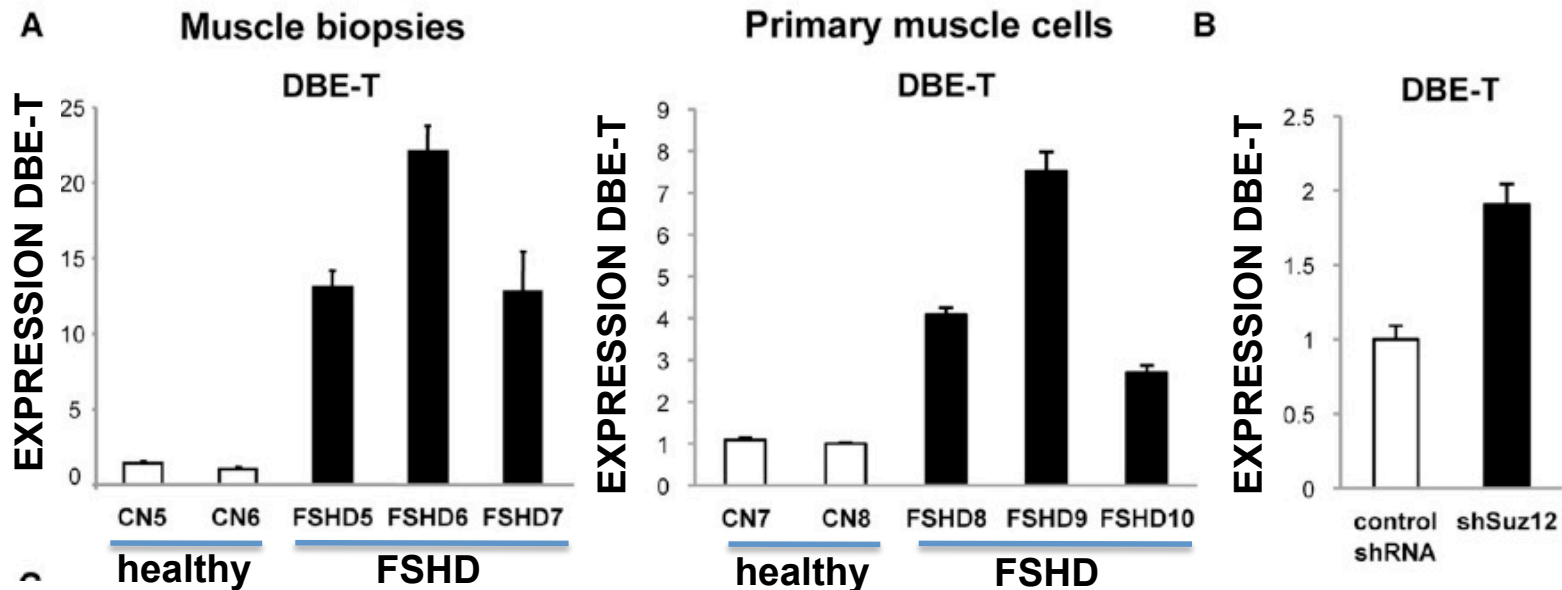 A
Muscle biopsies
DBE-T
EXPRESSION DBE-T
25
20
15
10
5
0
CN5 CN6 FSHD5 FSHD6 FSHD7
healthy FSHD
Primary muscle cells
DBE-T
EXPRESSION DBE-T
9
8
7
6
5
4
3
2
1
0
CN7 CN8 FSHD8 FSHD9 FSHD10
healthy FSHD
B
DBE-T
EXPRESSION DBE-T
2.5
2
1.5
1
0.5
0
control shSuz12
shRNA